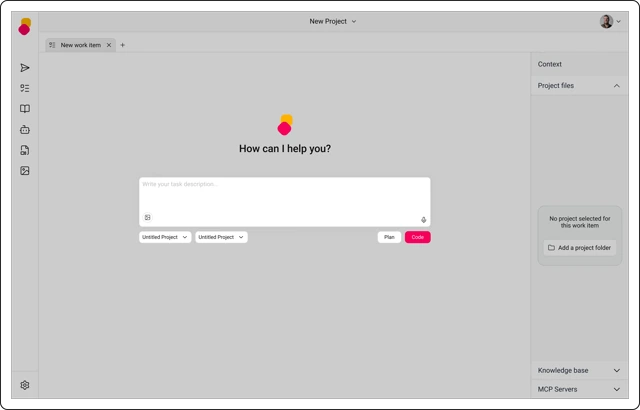 New Project
New work item
Context
Project files
How can I help you?
Write your task description...
No project selected for
this work item
Untitled Project
Untitled Project
Plan
Code
Add a project folder
Knowledge base
MCP Servers